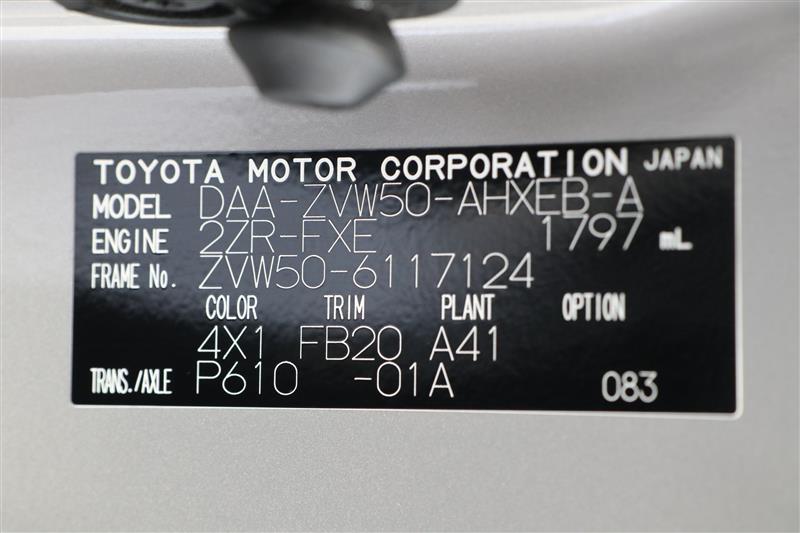 TOYOTA MOTOR CORPORATION JAPAN
MODEL DAA-ZVW50-AHXEB-A
ENGINE 2ZR-FXE 1797 mL
FRAME No. ZVW50-6117124
COLOR TRIM PLANT OPTION
4X1 FB20 A41
TRANS./AXLE P610 -01A 083